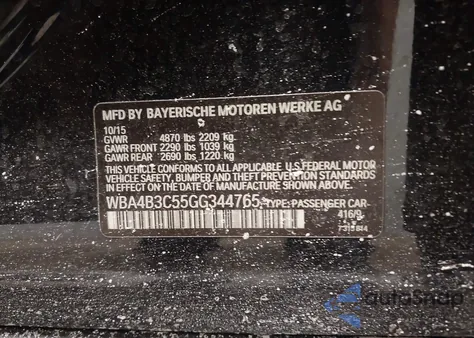 MFD BY BAYERISCHE MOTOREN WERKE AG
10/15
GVWR 4870 lbs 2209 kg.
GAWR FRONT 2290 lbs 1039 kg.
GAWR REAR 2690 lbs 1220 kg.
THIS VEHICLE CONFORMS TO ALL APPLICABLE U.S. FEDERAL MOTOR
VEHICLE SAFETY, BUMPER AND THEFT PREVENTION STANDARDS
IN EFFECT ON THE DATE OF MANUFACTURE SHOWN ABOVE.
WBA4B3C55GG344765 -TYPE: PASSENGER CAR-
416/9
autosnap